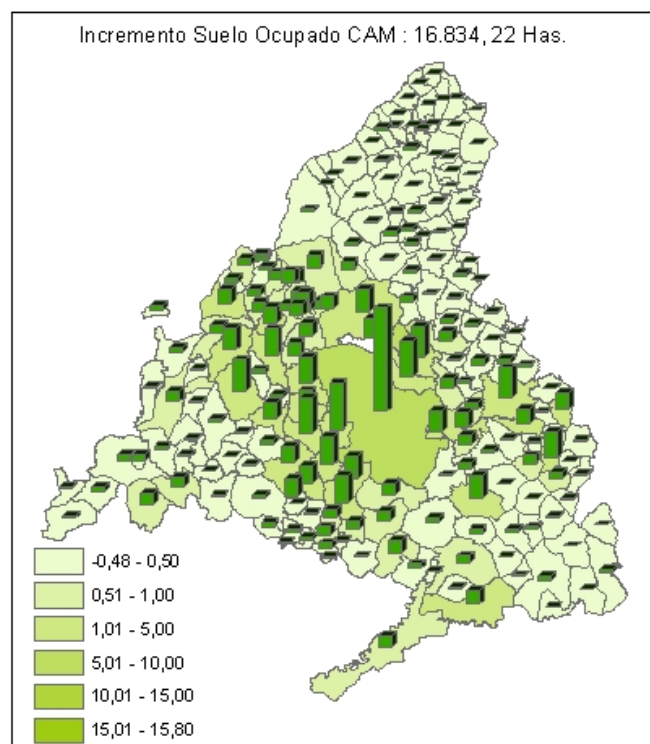 Incremento Suelo Ocupado CAM : 16.834, 22 Has.
-0,48 - 0,50
0,51 - 1,00
1,01 - 5,00
5,01 - 10,00
10,01 - 15,00
15,01 - 15,80